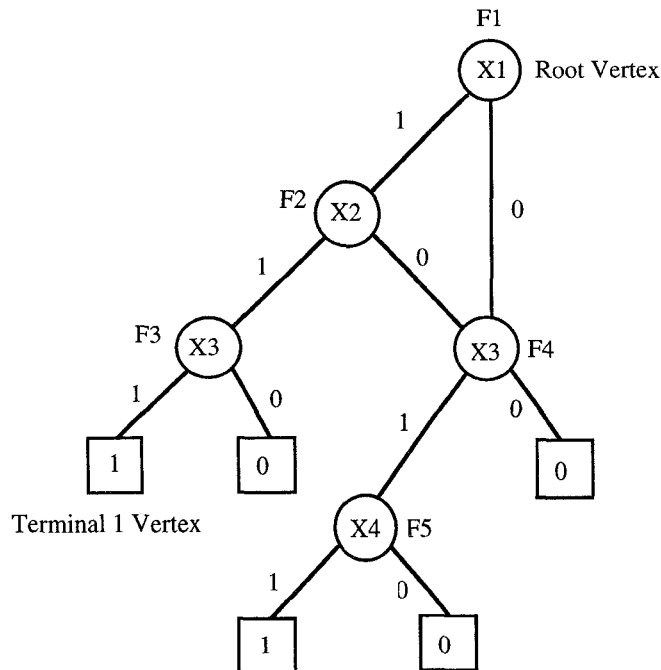 F1
X1 Root Vertex
1
F2 X2 0 0
1
F3 X3 X3 F4
1 0 1 0
1 0 0
Terminal 1 Vertex
X4 F5
1 0
1 0